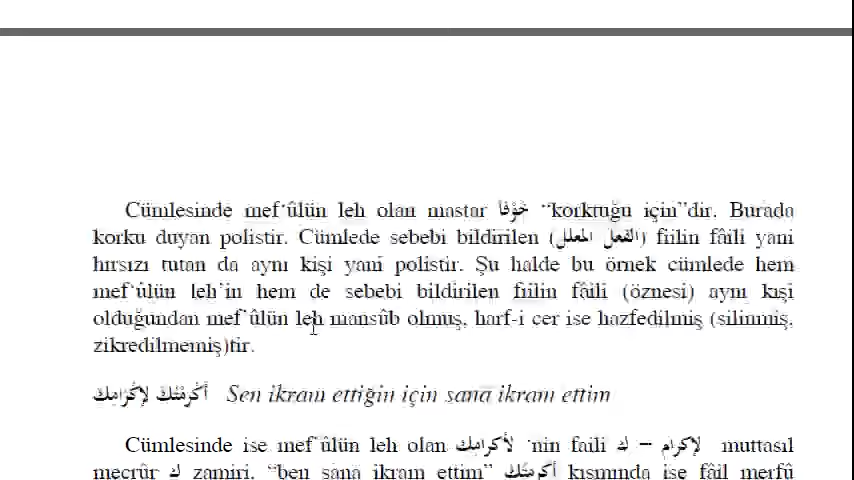 Cümlesinde mef‘ûlün leh olan mastar خَوْفًا “korktuğu için”dir. Burada
korku duyan polistir. Cümlede sebebi bildirilen (الفعل المعلل) fiilin fâili yani
hırsızı tutan da aynı kişi yani polistir. Şu halde bu örnek cümlede hem
mef‘ûlün leh’in hem de sebebi bildirilen fiilin fâili (öznesi) aynı kişi
olduğundan mef‘ûlün leh mansûb olmuş, harf-i cer ise hazfedilmiş (silinmiş,
zikredilmemiş)tir.
أَكْرَمْتُكَ لإكْرَامِكَ Sen ikram ettiğin için sana ikram ettim
Cümlesinde ise mef‘ûlün leh olan لأكرامك ’nin faili لإكرام – ك muttasıl
mecrûr ك zamiri, “ben sana ikram ettim” أكرمتُكَ kısmında ise fâil merfû